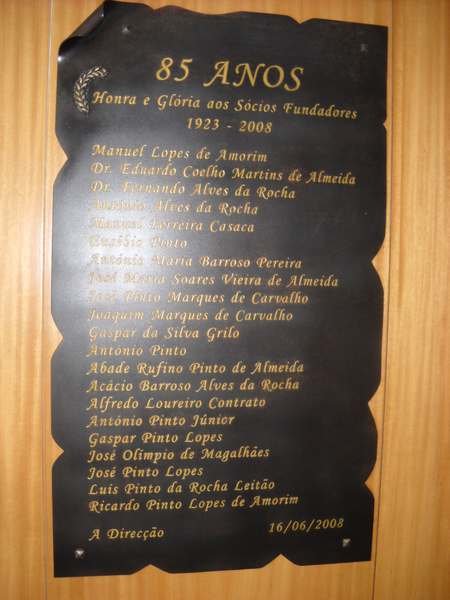 85 ANOS
Honra e Glória aos Sócios Fundadores
1923 - 2008
Manuel Lopes de Amorim
Dr. Eduardo Coelho Martins de Almeida
Dr. Fernando Alves da Rocha
Alves da Rocha
Manuel Ferreira Casaca
Eusébio Pinto
António Maria Barroso Pereira
José Maria Soares Vieira de Almeida
José Pinto Marques de Carvalho
Joaquim Marques de Carvalho
Gaspar da Silva Grilo
António Pinto
Abade Rufino Pinto de Almeida
Acácio Barroso Alves da Rocha
Alfredo Loureiro Contrato
António Pinto Júnior
Gaspar Pinto Lopes
José Olimpio de Magalhães
José Pinto Lopes
Luís Pinto da Rocha Leitão
Ricardo Pinto Lopes de Amorim
A Direcção 16/06/2008